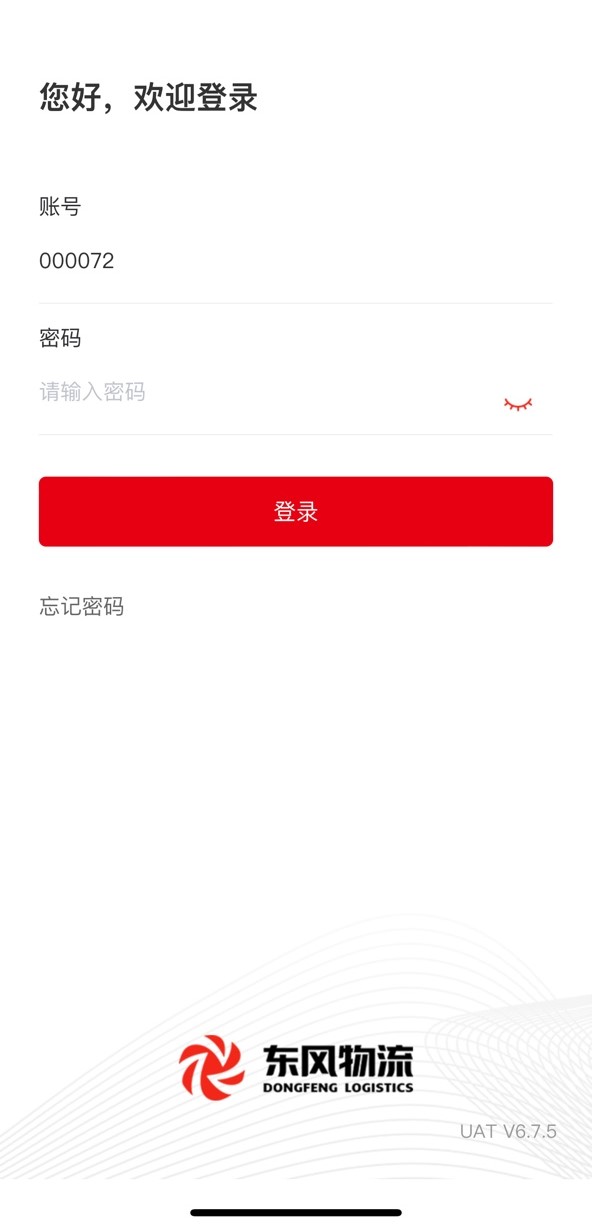 您好，欢迎登录
账号
000072
密码
请输入密码
登录
忘记密码
东风物流
DONGFENG LOGISTICS
UAT V6.7.5